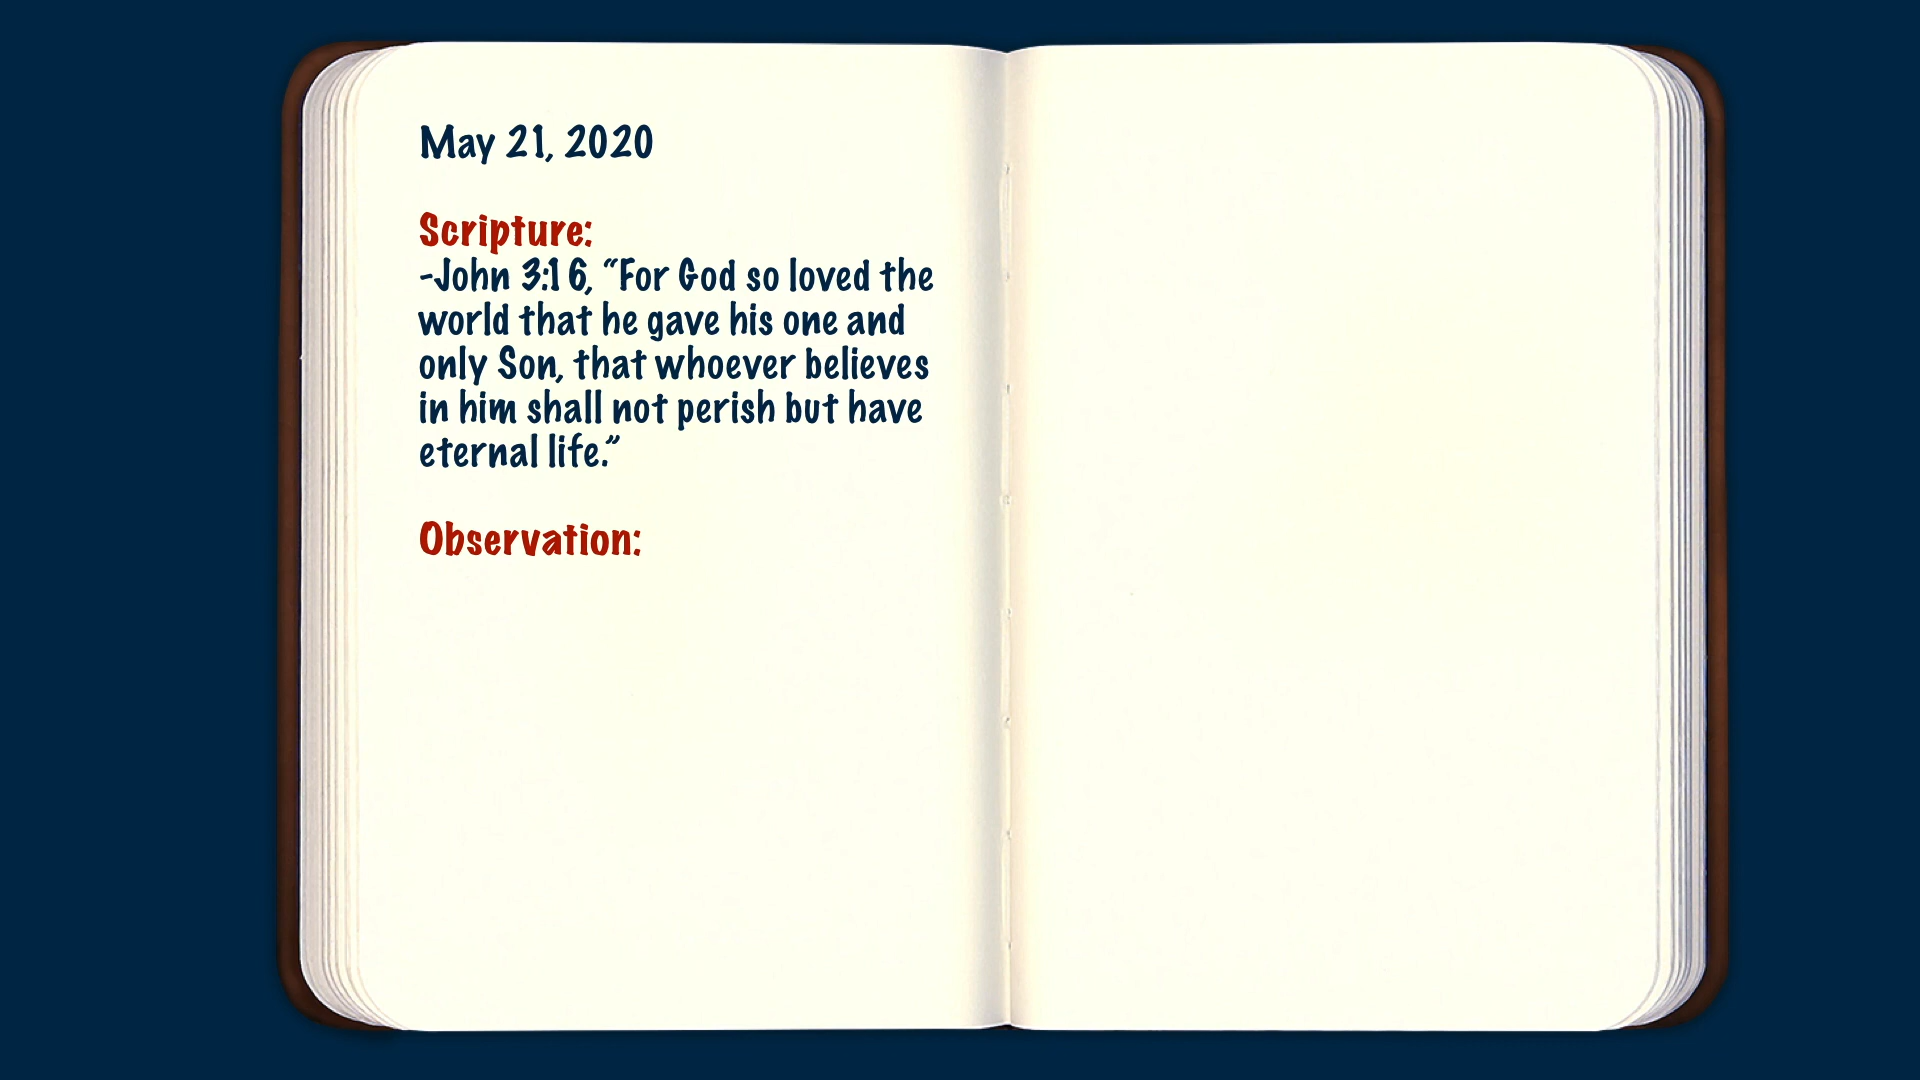 May 21, 2020
Scripture:
-John 3:16, “For God so loved the
world that he gave his one and
only Son, that whoever believes
in him shall not perish but have
eternal life.”
Observation: